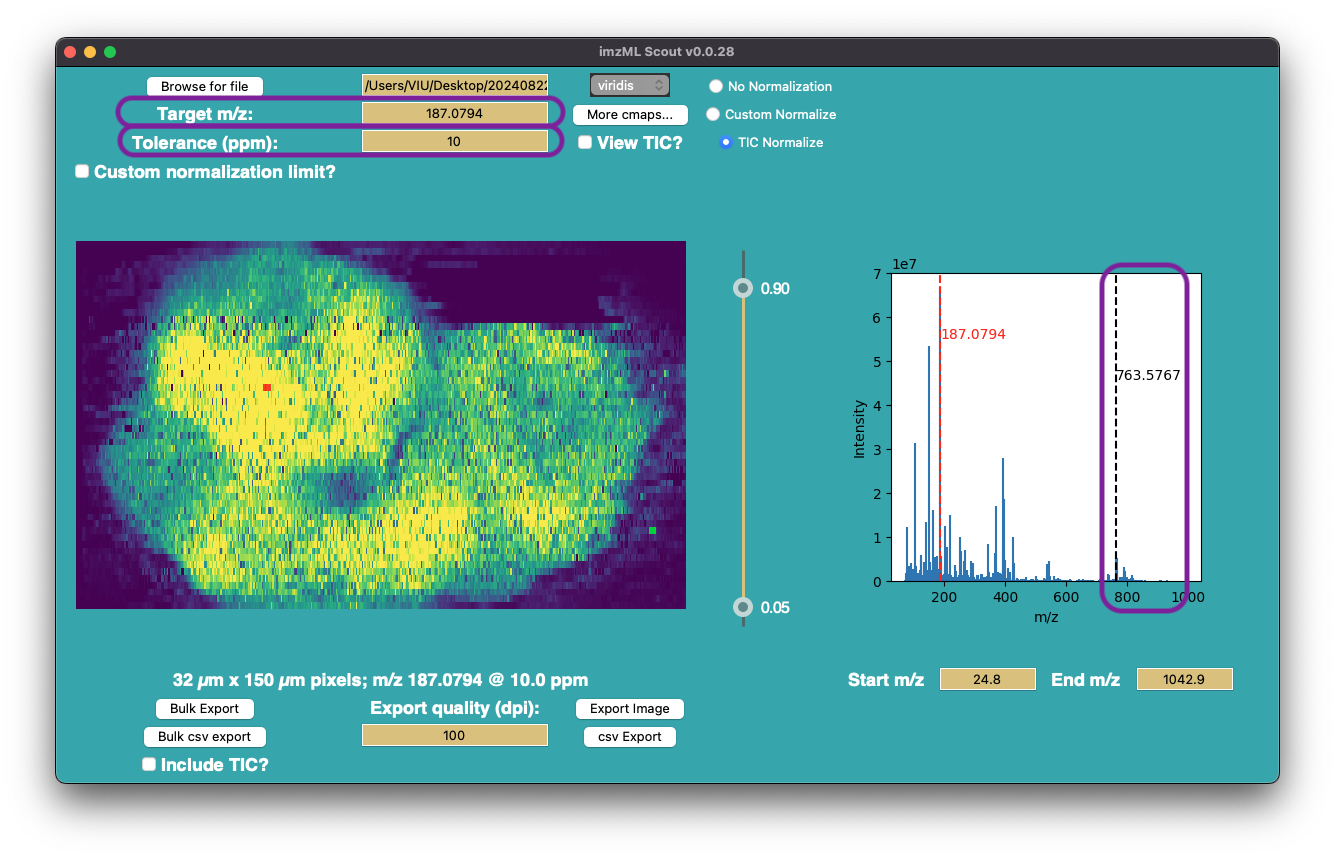 imzML Scout v0.0.28
Browse for file
/Users/VIU/Desktop/20240822
viridis
No Normalization
Target m/z:
187.0794
More cmaps...
Custom Normalize
Tolerance (ppm):
10
View TIC?
TIC Normalize
Custom normalization limit?
0.90
0.05
1e7
7
6
5
4
3
2
1
0
Intensity
187.0794
763.5767
200
400
600
800
1000
m/z
32 µm x 150 µm pixels; m/z 187.0794 @ 10.0 ppm
Start m/z
24.8
End m/z
1042.9
Bulk Export
Export quality (dpi):
Export Image
Bulk csv export
100
csv Export
Include TIC?